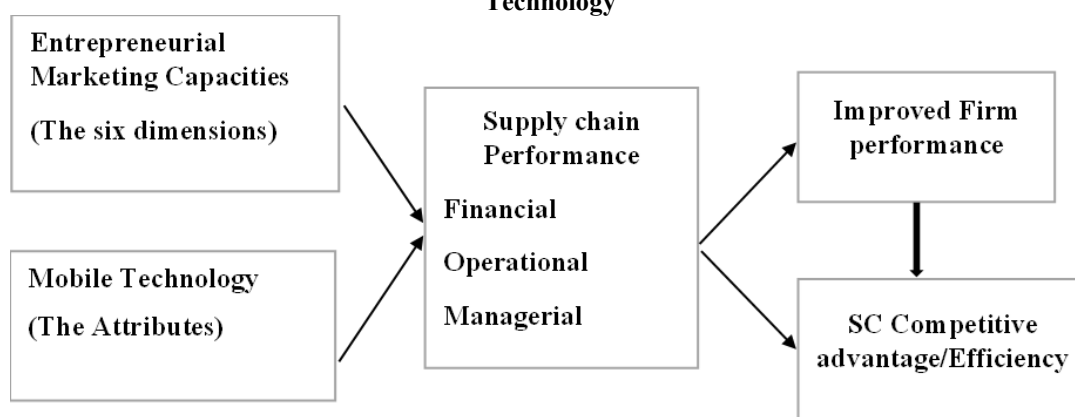 Technology
Entrepreneurial
Marketing Capacities
(The six dimensions)
Mobile Technology
(The Attributes)
Supply chain
Performance
Financial
Operational
Managerial
Improved Firm
performance
SC Competitive
advantage/Efficiency